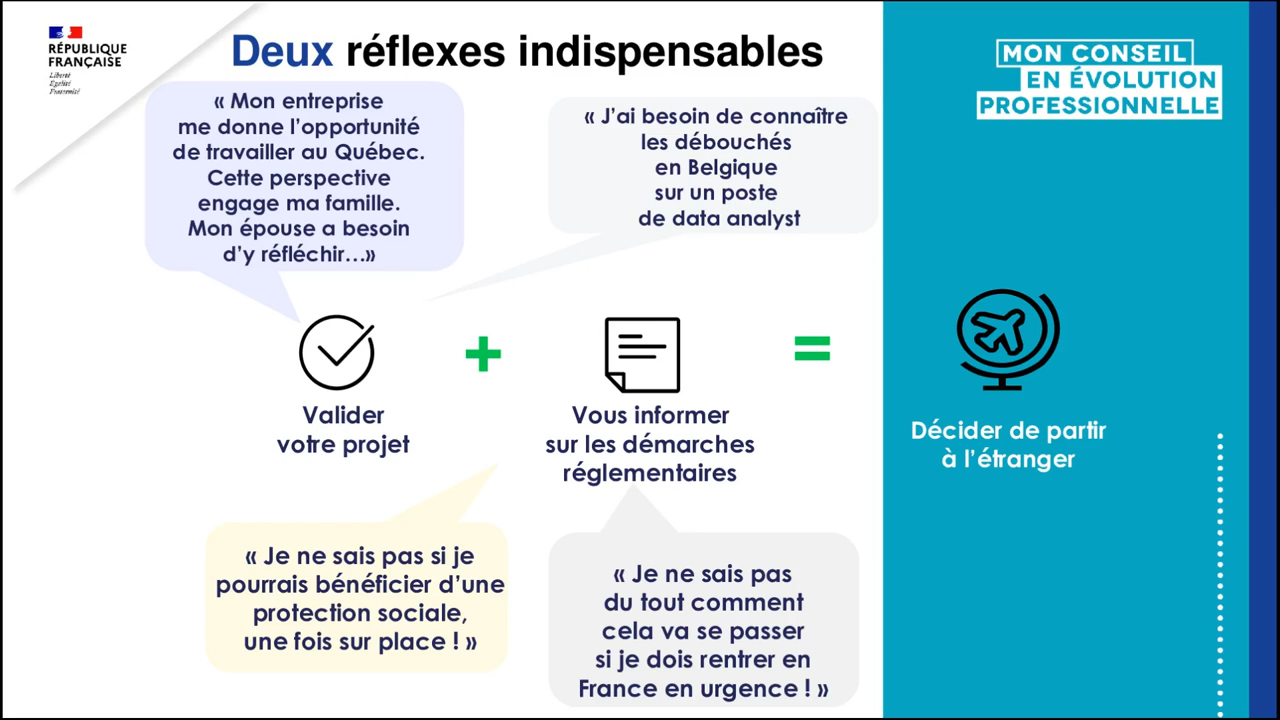 RÉPUBLIQUE
FRANÇAISE
Liberté
Égalité
Fraternité
Deux réflexes indispensables
MON CONSEIL
EN ÉVOLUTION
PROFESSIONNELLE
« Mon entreprise
me donne l’opportunité
de travailler au Québec.
Cette perspective
engage ma famille.
Mon épouse a besoin
d’y réfléchir…»
« J’ai besoin de connaître
les débouchés
en Belgique
sur un poste
de data analyst
+
=
Valider
votre projet
Vous informer
sur les démarches
réglementaires
Décider de partir
à l’étranger
« Je ne sais pas si je
pourrais bénéficier d’une
protection sociale,
une fois sur place ! »
« Je ne sais pas
du tout comment
cela va se passer
si je dois rentrer en
France en urgence ! »